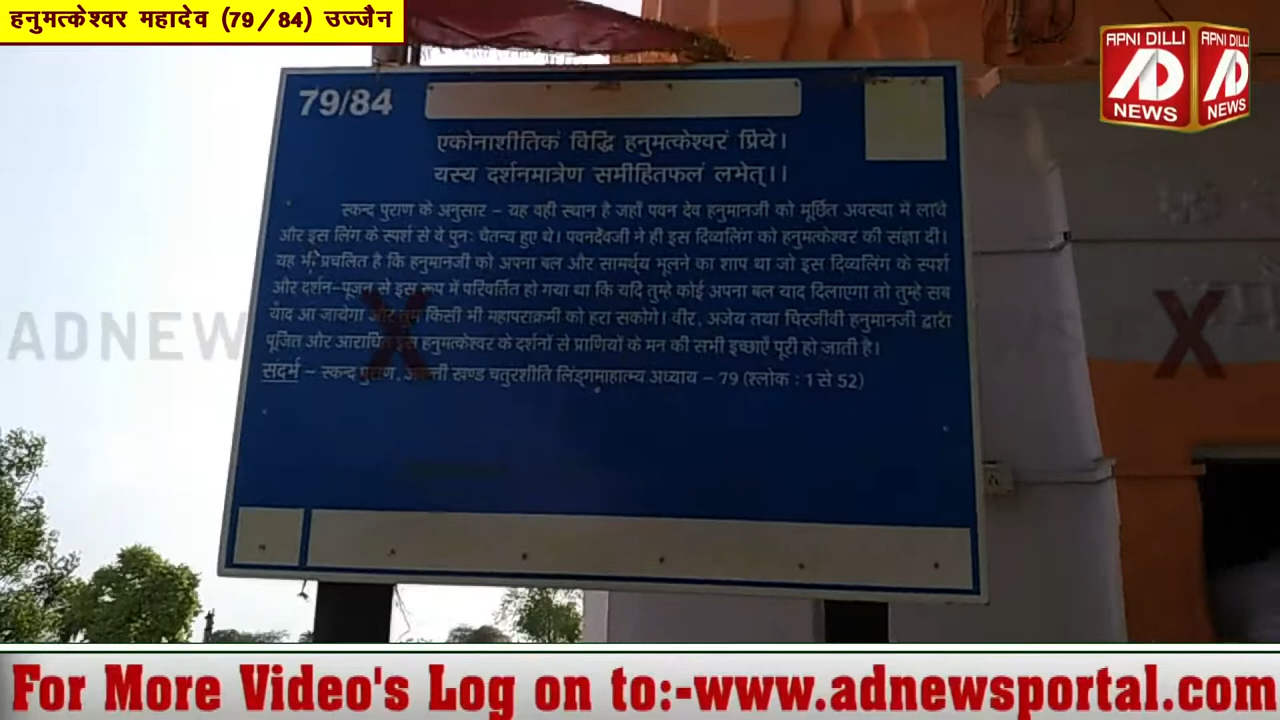 हनुमत्केश्वर महादेव (79/84) उज्जैन
APNI DILLI
AD
NEWS
APNI DILLI
AD
NEWS
79/84
एकोनाशीतिकं विद्धि हनुमत्केश्वरं प्रिये।
यस्य दर्शनमात्रेण समीहितफलं लभेत्।।
स्कन्द पुराण के अनुसार – यह वही स्थान है जहाँ पवन देव हनुमानजी को मूर्छित अवस्था में लाये
और इस लिंग के स्पर्श से वे पुनः चैतन्य हुए थे। पवनदेवजी ने ही इस दिव्यलिंग को हनुमत्केश्वर की संज्ञा दी।
यह भी प्रचलित है कि हनुमानजी को अपना बल और सामर्थ्य भूलने का शाप था जो इस दिव्यलिंग के स्पर्श
और दर्शन–पूजन से इस रूप में परिवर्तित हो गया था कि यदि तुम्हे कोई अपना बल याद दिलाएगा तो तुम्हे सब
याद आ जायेगा और तुम किसी भी महापराक्रमी को हरा सकोगे। वीर, अजेय तथा चिरजीवी हनुमानजी द्वारा
पूजित और आराधित इस हनुमत्केश्वर के दर्शनों से प्राणियों के मन की सभी इच्छाएँ पूरी हो जाती है।
संदर्भ – स्कन्द पुराण, अवन्ती खण्ड चतुरशीति लिंङ्गमाहात्म्य अध्याय – 79 (श्लोक : 1 से 52)
ADNEW
X
X
For More Video's Log on to:-www.adnewsportal.com